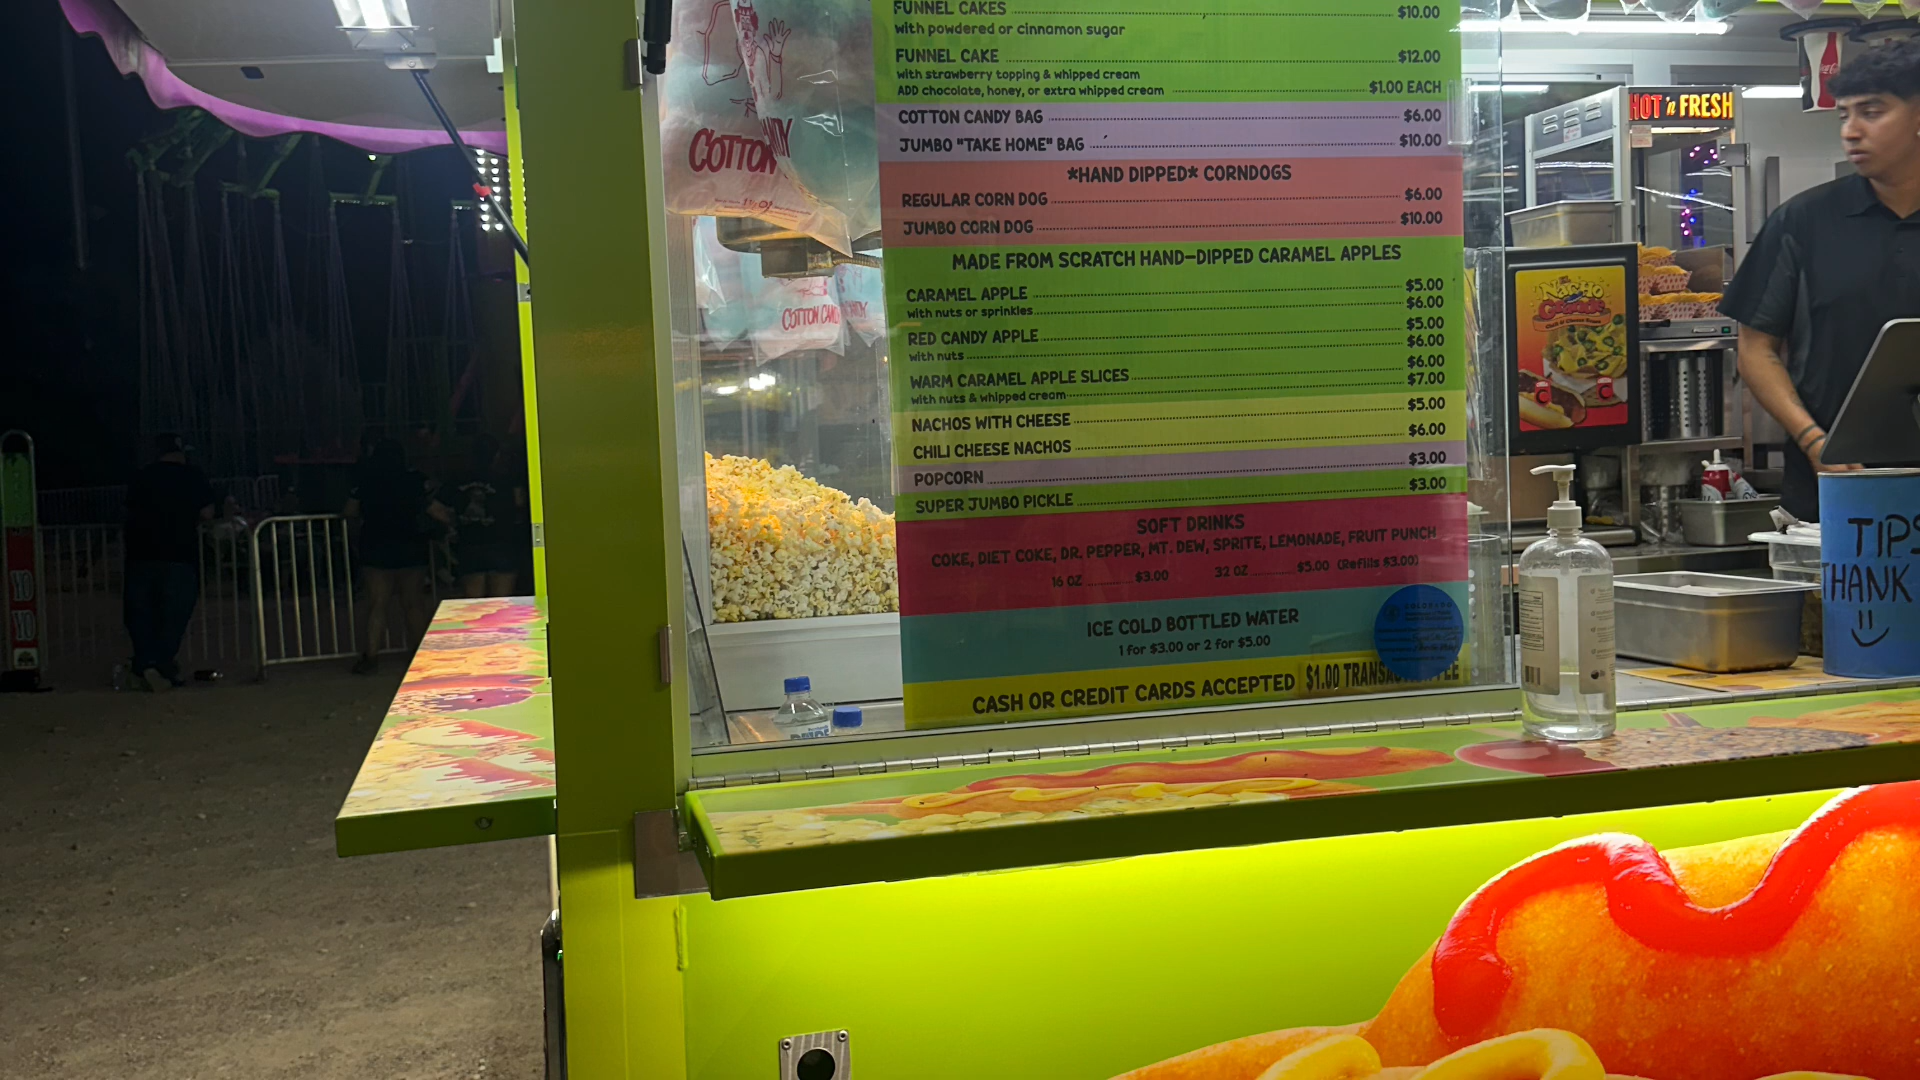 FUNNEL CAKES $10.00
with powdered or cinnamon sugar
FUNNEL CAKE $12.00
with strawberry topping & whipped cream
ADD chocolate, honey, or extra whipped cream $1.00 EACH
COTTON CANDY BAG $6.00
JUMBO "TAKE HOME" BAG $10.00
*HAND DIPPED* CORNDOGS
REGULAR CORN DOG $6.00
JUMBO CORN DOG $10.00
MADE FROM SCRATCH HAND-DIPPED CARAMEL APPLES
CARAMEL APPLE $5.00
with nuts or sprinkles $6.00
RED CANDY APPLE $5.00
with nuts $6.00
WARM CARAMEL APPLE SLICES $6.00
with nuts & whipped cream $7.00
NACHOS WITH CHEESE $5.00
CHILI CHEESE NACHOS $6.00
POPCORN $3.00
SUPER JUMBO PICKLE $3.00
SOFT DRINKS
COKE, DIET COKE, DR. PEPPER, MT. DEW, SPRITE, LEMONADE, FRUIT PUNCH
16 OZ $3.00 32 OZ $5.00 (Refills $3.00)
ICE COLD BOTTLED WATER
1 for $3.00 or 2 for $5.00
CASH OR CREDIT CARDS ACCEPTED $1.00
COLORADO
COTTON
COTTON
HOT 'n FRESH
NACHO
TIPS
THANK
YO
YO